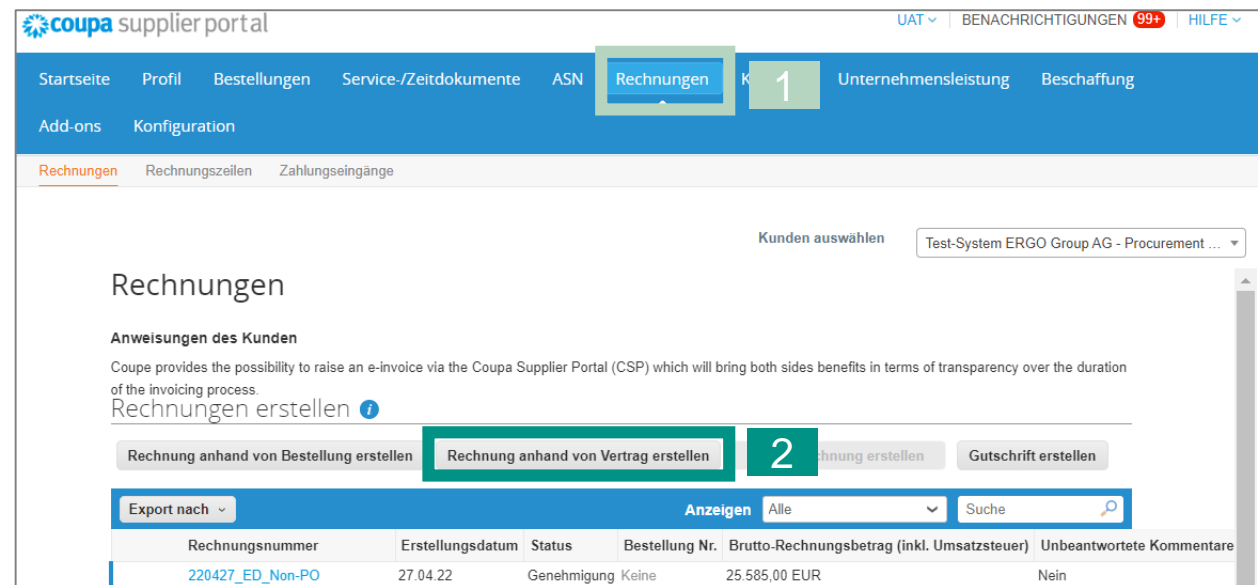 coupa supplier portal
UAT BENACHRICHTIGUNGEN 99+ HILFE
Startseite Profil Bestellungen Service-/Zeitdokumente ASN Rechnungen K 1 Unternehmensleistung Beschaffung
Add-ons Konfiguration
Rechnungen Rechnungszeilen Zahlungseingänge
Kunden auswählen Test-System ERGO Group AG - Procurement ...
Rechnungen
Anweisungen des Kunden
Coupe provides the possibility to raise an e-invoice via the Coupa Supplier Portal (CSP) which will bring both sides benefits in terms of transparency over the duration
of the invoicing process.
Rechnungen erstellen i
Rechnung anhand von Bestellung erstellen Rechnung anhand von Vertrag erstellen 2 chnung erstellen Gutschrift erstellen
Export nach Anzeigen Alle Suche
Rechnungsnummer Erstellungsdatum Status Bestellung Nr. Brutto-Rechnungsbetrag (inkl. Umsatzsteuer) Unbeantwortete Kommentare
220427_ED_Non-PO 27.04.22 Genehmigung Keine 25.585,00 EUR Nein